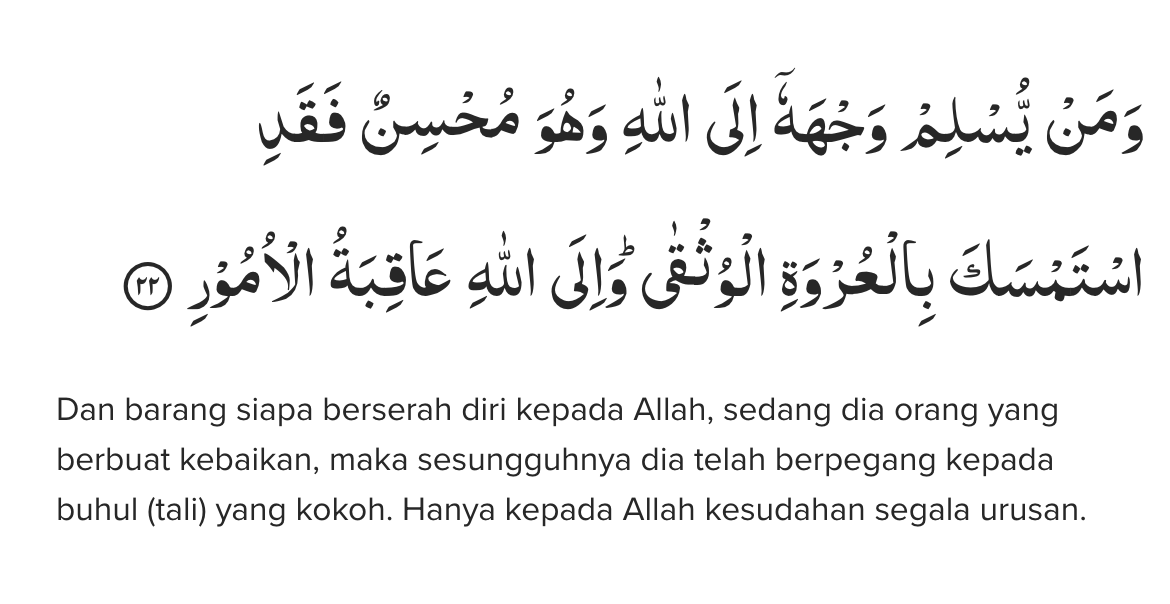 وَمَنْ يُّسْلِمْ وَجْهَهٗٓ اِلَى اللّٰهِ وَهُوَ مُحْسِنٌ فَقَدِ
اسْتَمْسَكَ بِالْعُرْوَةِ الْوُثْقٰىۗ وَاِلَى اللّٰهِ عَاقِبَةُ الْاُمُوْرِ ٢٢
Dan barang siapa berserah diri kepada Allah, sedang dia orang yang
berbuat kebaikan, maka sesungguhnya dia telah berpegang kepada
buhul (tali) yang kokoh. Hanya kepada Allah kesudahan segala urusan.